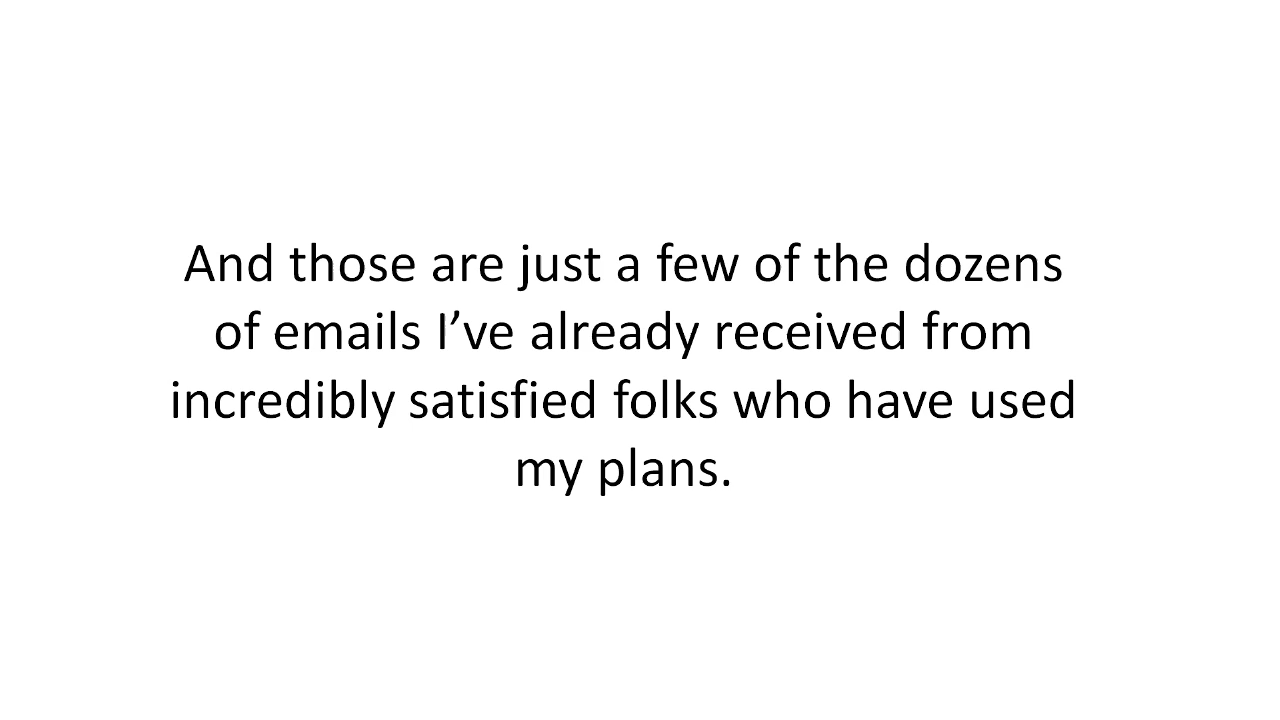 And those are just a few of the dozens
of emails I’ve already received from
incredibly satisfied folks who have used
my plans.